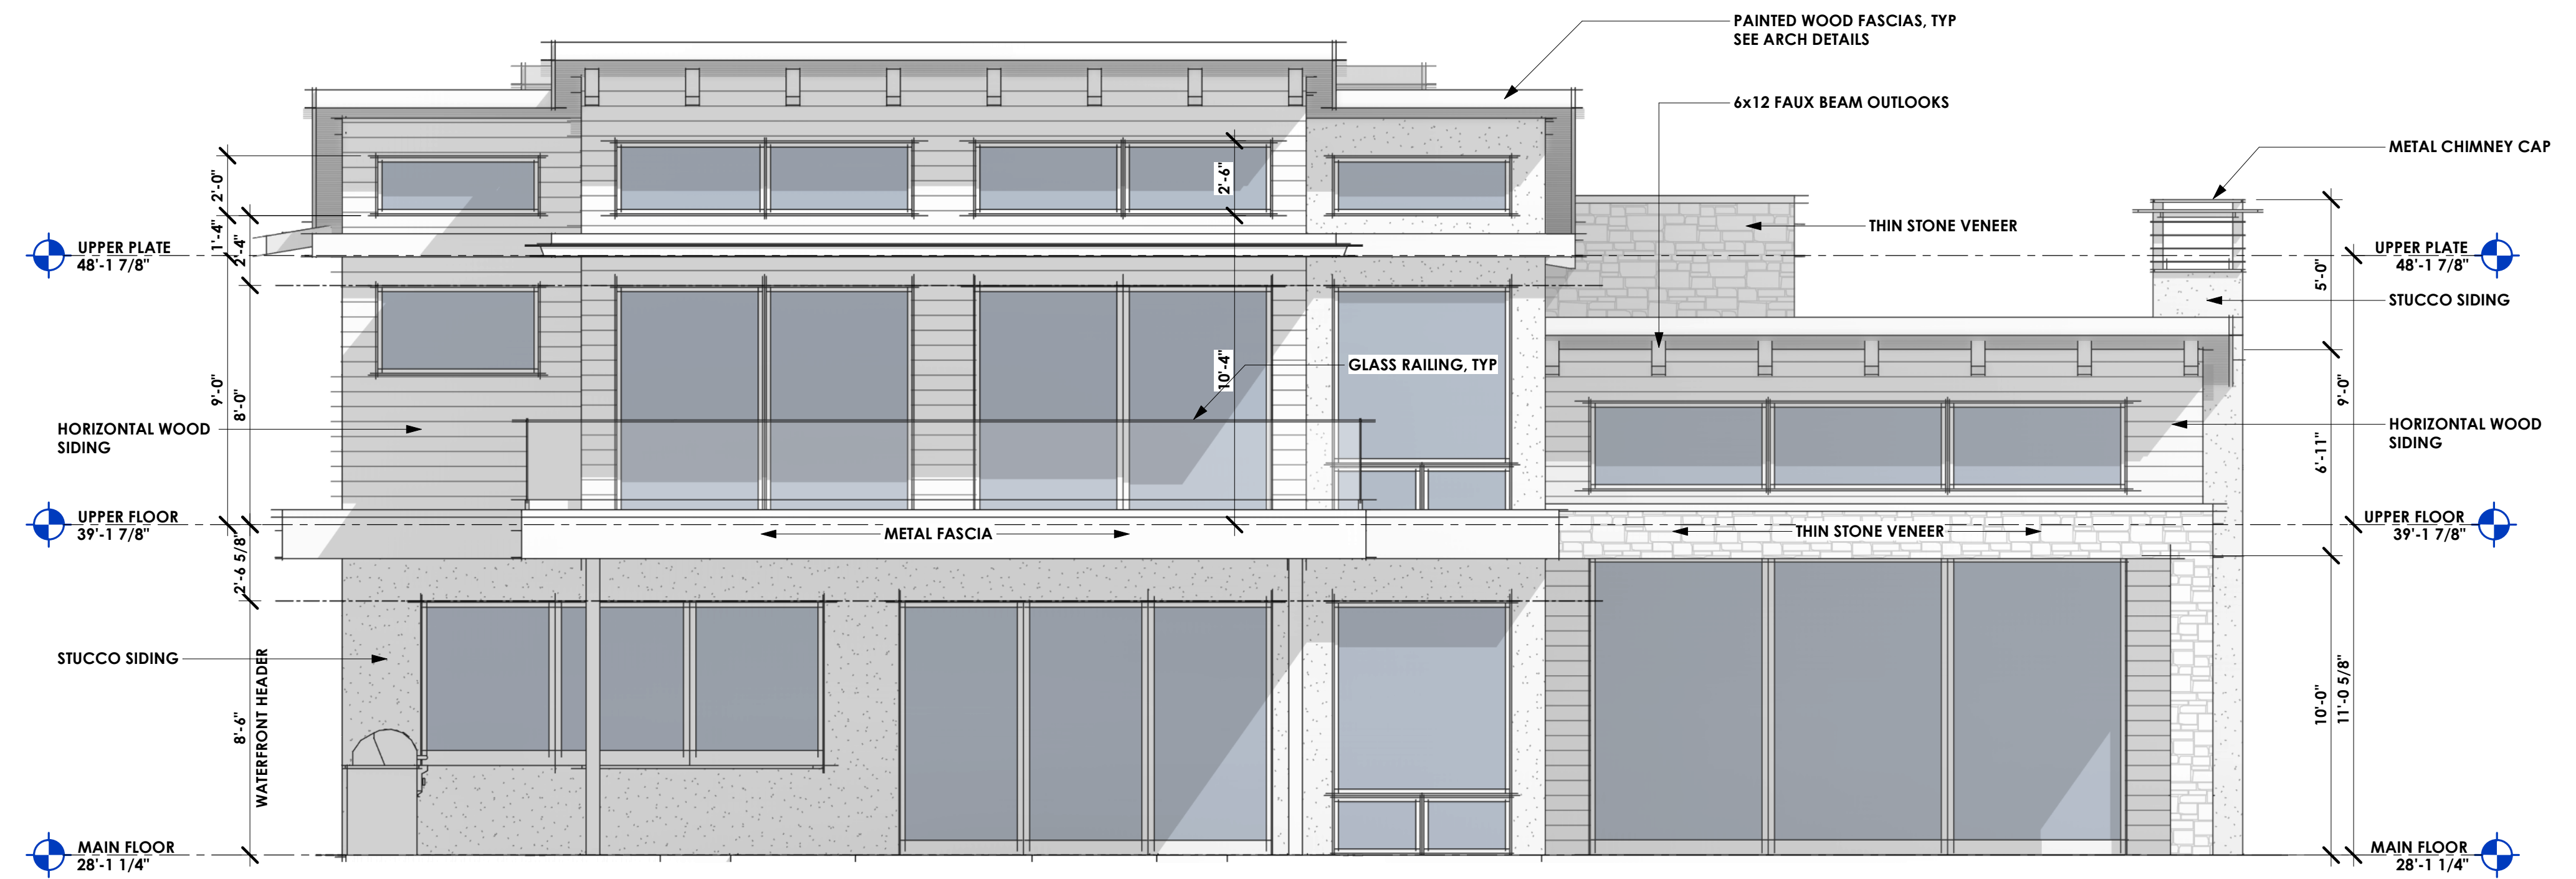 PAINTED WOOD FASCIAS, TYP
SEE ARCH DETAILS
6x12 FAUX BEAM OUTLOOKS
METAL CHIMNEY CAP
2'-0"
2'-6"
THIN STONE VENEER
1'-4"
2'-4"
UPPER PLATE
48'-1 7/8"
UPPER PLATE
48'-1 7/8"
5'-0"
STUCCO SIDING
GLASS RAILING, TYP
10'-4"
9'-0"
8'-0"
9'-0"
6'-11"
HORIZONTAL WOOD
SIDING
HORIZONTAL WOOD
SIDING
UPPER FLOOR
39'-1 7/8"
METAL FASCIA
THIN STONE VENEER
UPPER FLOOR
39'-1 7/8"
2'-6 5/8"
STUCCO SIDING
WATERFRONT HEADER
8'-6"
10'-0"
11'-0 5/8"
MAIN FLOOR
28'-1 1/4"
MAIN FLOOR
28'-1 1/4"